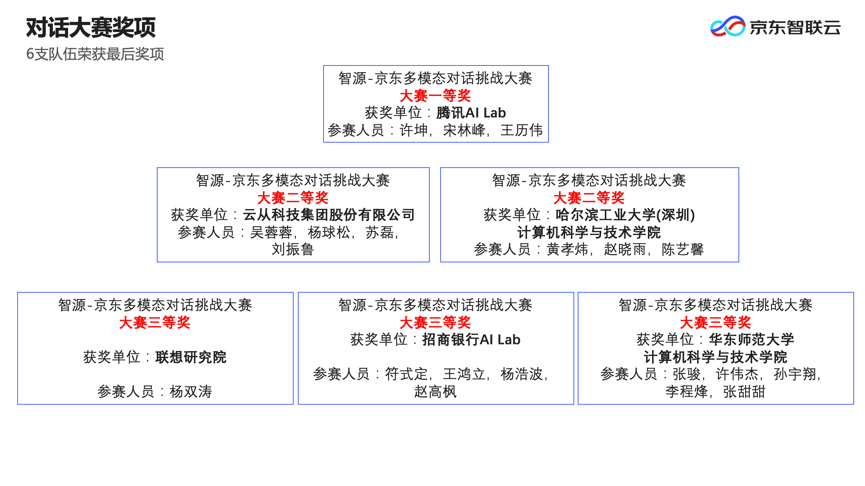 对话大赛奖项
6支队伍荣获最后奖项
京东智联云
智源-京东多模态对话挑战大赛
大赛一等奖
获奖单位：腾讯AI Lab
参赛人员：许坤，宋林峰，王历伟
智源-京东多模态对话挑战大赛
大赛二等奖
获奖单位：云从科技集团股份有限公司
参赛人员：吴蓉蓉，杨球松，苏磊，
刘振鲁
智源-京东多模态对话挑战大赛
大赛二等奖
获奖单位：哈尔滨工业大学(深圳)
计算机科学与技术学院
参赛人员：黄孝炜，赵晓雨，陈艺馨
智源-京东多模态对话挑战大赛
大赛三等奖
获奖单位：联想研究院
参赛人员：杨双涛
智源-京东多模态对话挑战大赛
大赛三等奖
获奖单位：招商银行AI Lab
参赛人员：符式定，王鸿立，杨浩波，
赵高枫
智源-京东多模态对话挑战大赛
大赛三等奖
获奖单位：华东师范大学
计算机科学与技术学院
参赛人员：张骏，许伟杰，孙宇翔，
李程烽，张甜甜